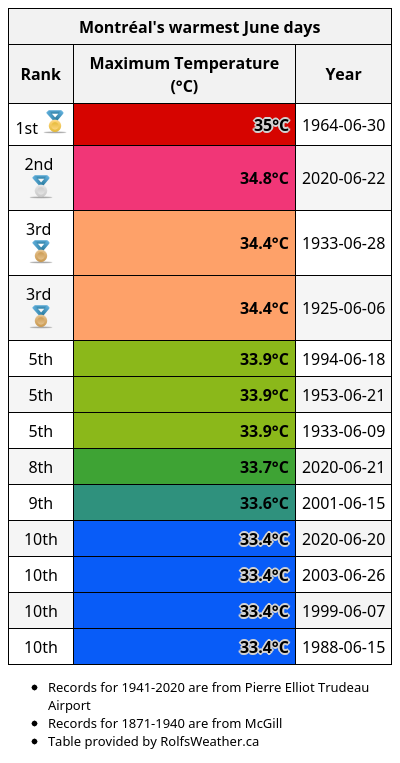 Montréal's warmest June days
Rank Maximum Temperature (°C) Year
1st 35°C 1964-06-30
2nd 34.8°C 2020-06-22
3rd 34.4°C 1933-06-28
3rd 34.4°C 1925-06-06
5th 33.9°C 1994-06-18
5th 33.9°C 1953-06-21
5th 33.9°C 1933-06-09
8th 33.7°C 2020-06-21
9th 33.6°C 2001-06-15
10th 33.4°C 2020-06-20
10th 33.4°C 2003-06-26
10th 33.4°C 1999-06-07
10th 33.4°C 1988-06-15
• Records for 1941-2020 are from Pierre Elliot Trudeau
Airport
• Records for 1871-1940 are from McGill
• Table provided by RolfsWeather.ca